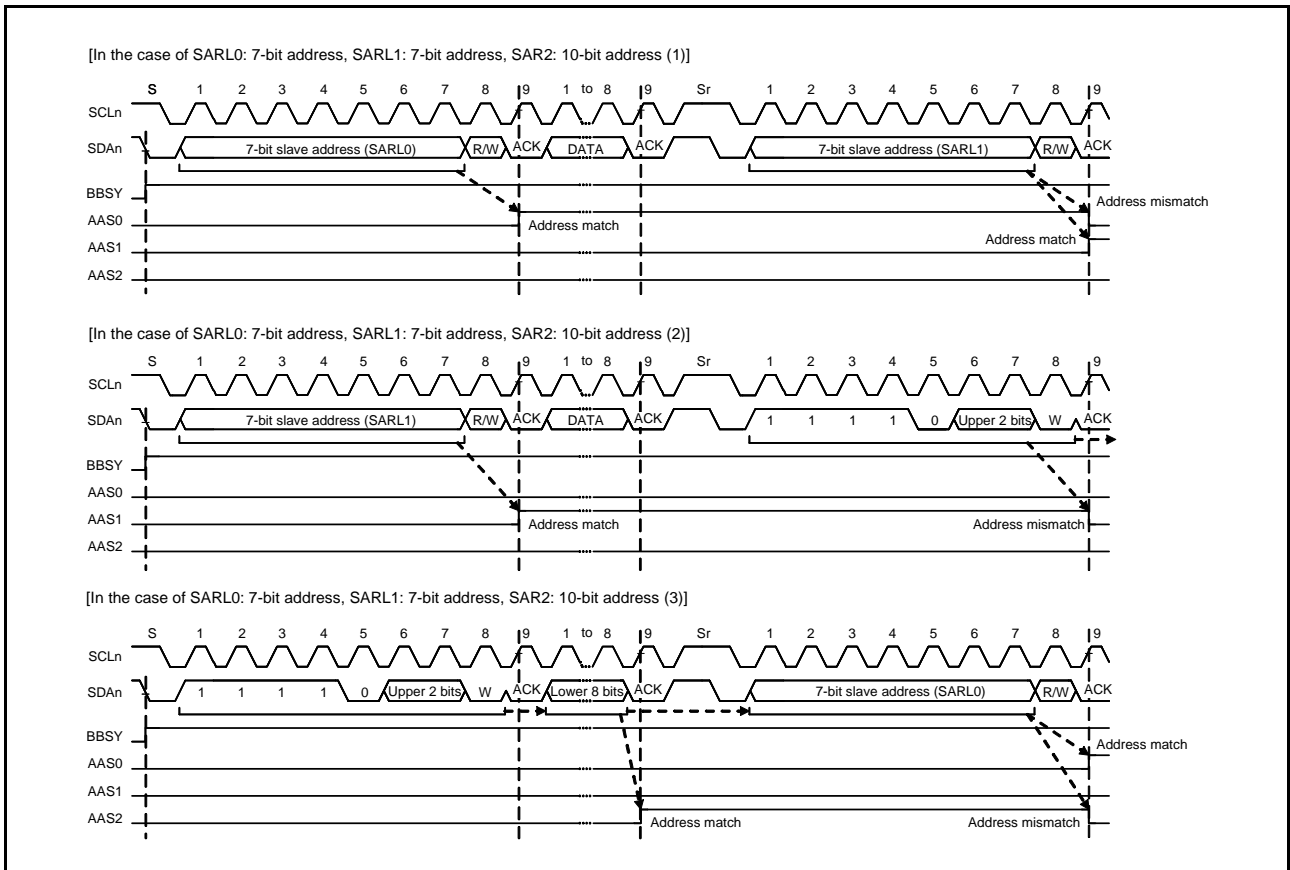 [In the case of SARL0: 7-bit address, SARL1: 7-bit address, SAR2: 10-bit address (1)]
S 1 2 3 4 5 6 7 8 9 1 to 8 9 Sr 1 2 3 4 5 6 7 8 9
SCLn
SDAn 7-bit slave address (SARL0) R/W ACK DATA ACK 7-bit slave address (SARL1) R/W ACK
BBSY
Address mismatch
AAS0
Address match
Address match
AAS1
AAS2
[In the case of SARL0: 7-bit address, SARL1: 7-bit address, SAR2: 10-bit address (2)]
S 1 2 3 4 5 6 7 8 9 1 to 8 9 Sr 1 2 3 4 5 6 7 8 9
SCLn
SDAn 7-bit slave address (SARL1) R/W ACK DATA ACK 1 1 1 1 0 Upper 2 bits W ACK
BBSY
AAS0
AAS1 Address match Address mismatch
AAS2
[In the case of SARL0: 7-bit address, SARL1: 7-bit address, SAR2: 10-bit address (3)]
S 1 2 3 4 5 6 7 8 9 1 to 8 9 Sr 1 2 3 4 5 6 7 8 9
SCLn
SDAn 1 1 1 1 0 Upper 2 bits W ACK Lower 8 bits ACK 7-bit slave address (SARL0) R/W ACK
BBSY
Address match
AAS0
AAS1
AAS2 Address match Address mismatch